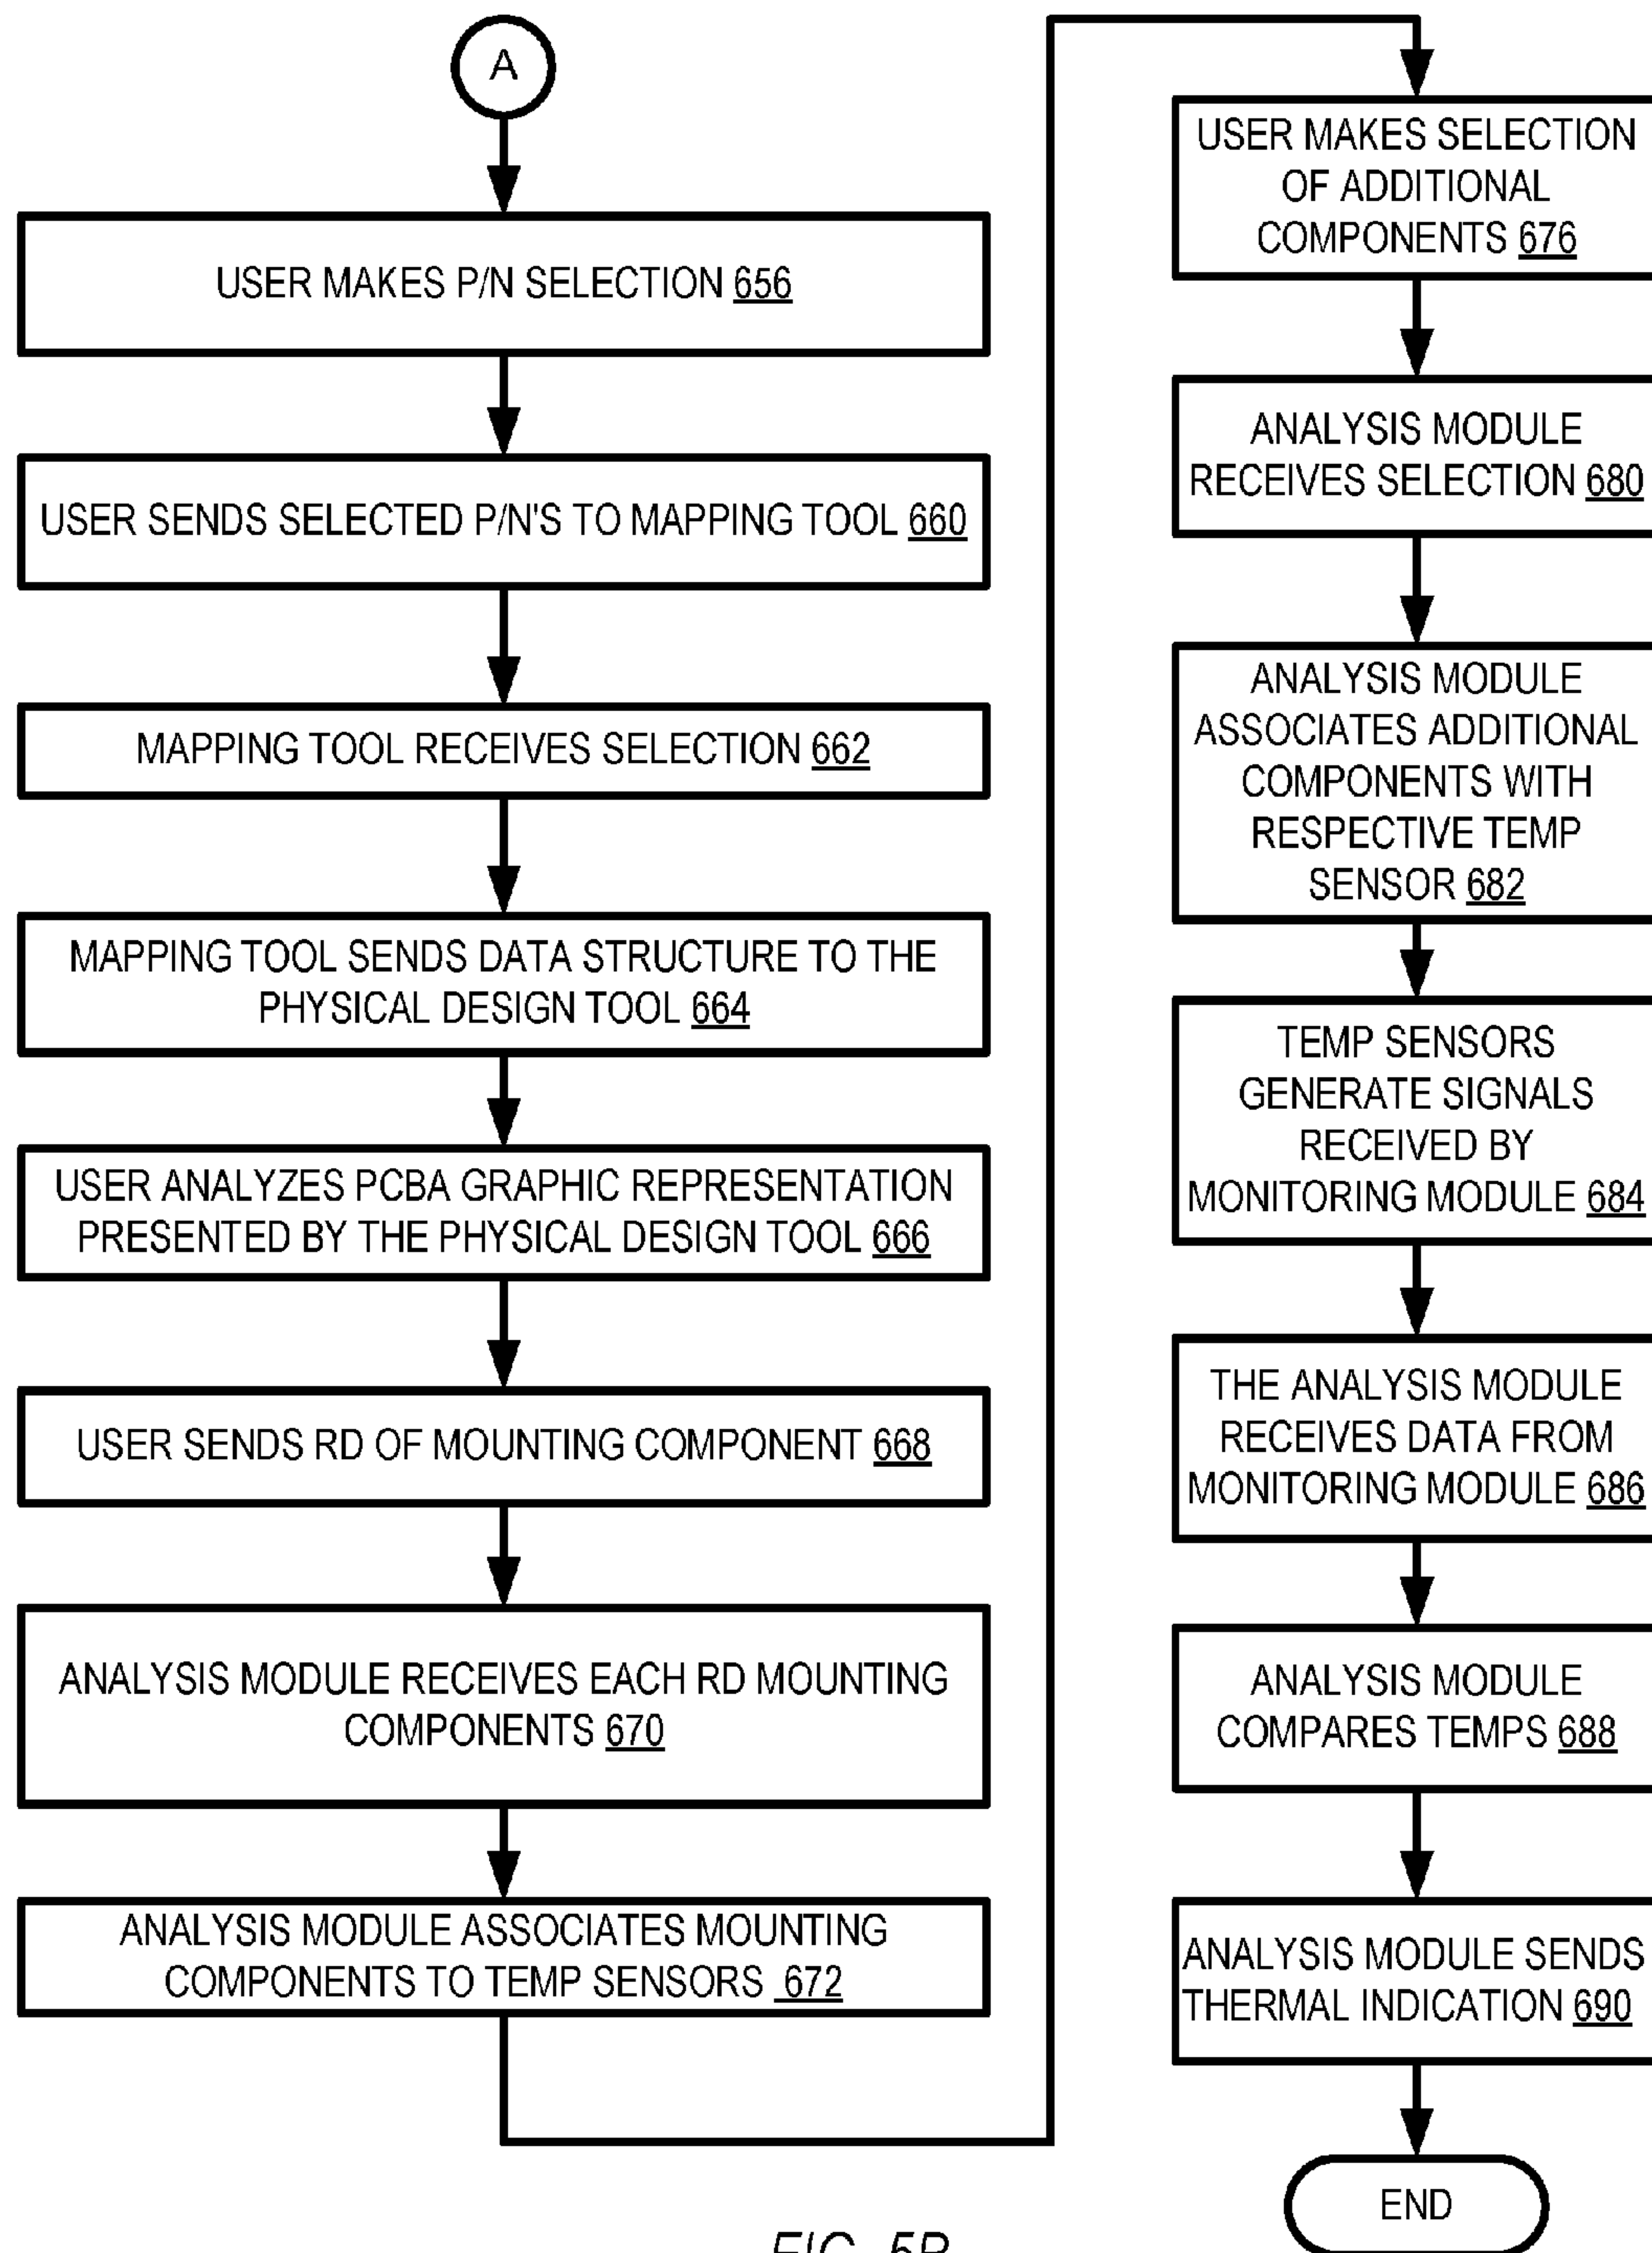 A
USER MAKES P/N SELECTION 656
USER SENDS SELECTED P/N'S TO MAPPING TOOL 660
MAPPING TOOL RECEIVES SELECTION 662
MAPPING TOOL SENDS DATA STRUCTURE TO THE
PHYSICAL DESIGN TOOL 664
USER ANALYZES PCBA GRAPHIC REPRESENTATION
PRESENTED BY THE PHYSICAL DESIGN TOOL 666
USER SENDS RD OF MOUNTING COMPONENT 668
ANALYSIS MODULE RECEIVES EACH RD MOUNTING
COMPONENTS 670
ANALYSIS MODULE ASSOCIATES MOUNTING
COMPONENTS TO TEMP SENSORS 672
USER MAKES SELECTION
OF ADDITIONAL
COMPONENTS 676
ANALYSIS MODULE
RECEIVES SELECTION 680
ANALYSIS MODULE
ASSOCIATES ADDITIONAL
COMPONENTS WITH
RESPECTIVE TEMP
SENSOR 682
TEMP SENSORS
GENERATE SIGNALS
RECEIVED BY
MONITORING MODULE 684
THE ANALYSIS MODULE
RECEIVES DATA FROM
MONITORING MODULE 686
ANALYSIS MODULE
COMPARES TEMPS 688
ANALYSIS MODULE SENDS
THERMAL INDICATION 690
END
FIG. 5B